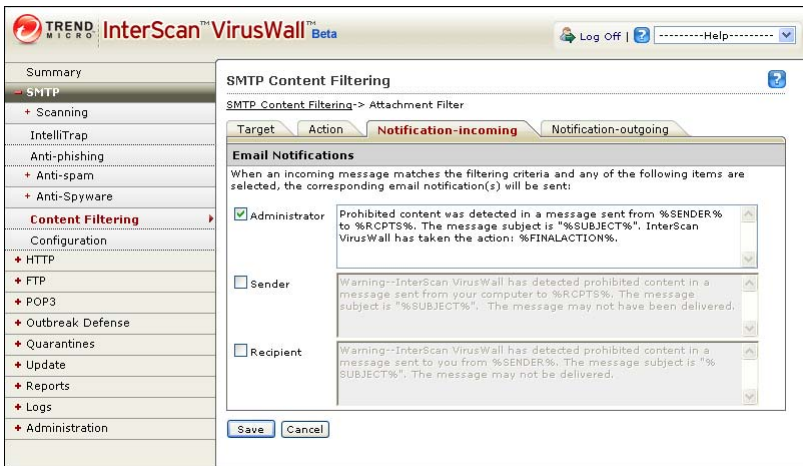 TREND MICRO InterScan™ VirusWall™ Beta
Log Off | ? ---------Help---------
Summary
SMTP
+ Scanning
IntelliTrap
Anti-phishing
+ Anti-spam
+ Anti-Spyware
Content Filtering
Configuration
+ HTTP
+ FTP
+ POP3
+ Outbreak Defense
+ Quarantines
+ Update
+ Reports
+ Logs
+ Administration
SMTP Content Filtering
?
SMTP Content Filtering-> Attachment Filter
Target Action Notification-incoming Notification-outgoing
Email Notifications
When an incoming message matches the filtering criteria and any of the following items are
selected, the corresponding email notification(s) will be sent:
Administrator
Prohibited content was detected in a message sent from %SENDER%
to %RCPTS%. The message subject is "%SUBJECT%". InterScan
VirusWall has taken the action: %FINALACTION%.
Sender
Warning--InterScan VirusWall has detected prohibited content in a
message sent from your computer to %RCPTS%. The message
subject is "%SUBJECT%".  The message may not have been delivered.
Recipient
Warning--InterScan VirusWall has detected prohibited content in a
message sent to you from %SENDER%. The message subject is "%
SUBJECT%". The message may not be delivered.
Save Cancel